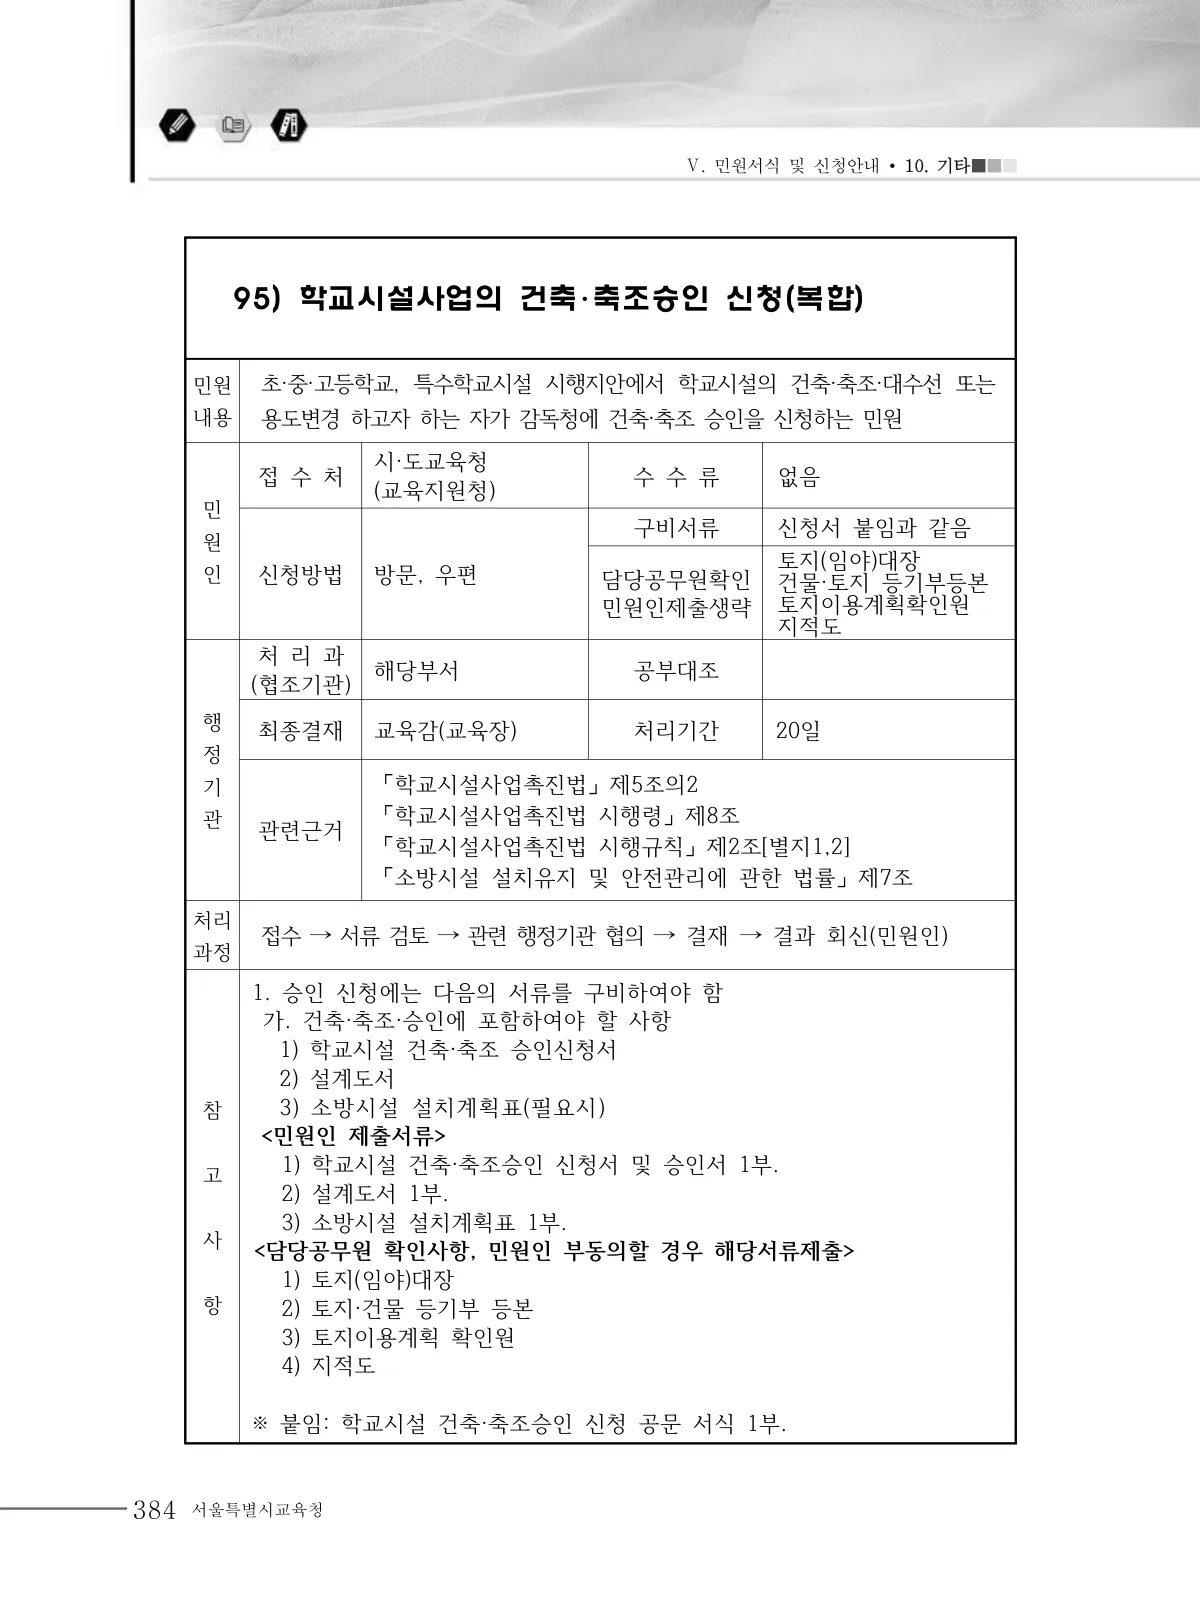 Ⅴ. 민원서식 및 신청안내 • 10. 기타
95) 학교시설사업의 건축·축조승인 신청(복합)
민원
내용
초·중·고등학교, 특수학교시설 시행지안에서 학교시설의 건축·축조·대수선 또는
용도변경 하고자 하는 자가 감독청에 건축·축조 승인을 신청하는 민원
민
원
인
접 수 처
시·도교육청
(교육지원청)
수 수 류
없음
신청방법
방문, 우편
구비서류
신청서 붙임과 같음
담당공무원확인
민원인제출생략
토지(임야)대장
건물·토지 등기부등본
토지이용계획확인원
지적도
행
정
기
관
처 리 과
(협조기관)
해당부서
공부대조
최종결재
교육감(교육장)
처리기간
20일
관련근거
「학교시설사업촉진법」제5조의2
「학교시설사업촉진법 시행령」제8조
「학교시설사업촉진법 시행규칙」제2조[별지1,2]
「소방시설 설치유지 및 안전관리에 관한 법률」제7조
처리
과정
접수 → 서류 검토 → 관련 행정기관 협의 → 결재 → 결과 회신(민원인)
참
고
사
항
1. 승인 신청에는 다음의 서류를 구비하여야 함
가. 건축·축조·승인에 포함하여야 할 사항
1) 학교시설 건축·축조 승인신청서
2) 설계도서
3) 소방시설 설치계획표(필요시)
<민원인 제출서류>
1) 학교시설 건축·축조승인 신청서 및 승인서 1부.
2) 설계도서 1부.
3) 소방시설 설치계획표 1부.
<담당공무원 확인사항, 민원인 부동의할 경우 해당서류제출>
1) 토지(임야)대장
2) 토지·건물 등기부 등본
3) 토지이용계획 확인원
4) 지적도
※ 붙임: 학교시설 건축·축조승인 신청 공문 서식 1부.
384 서울특별시교육청